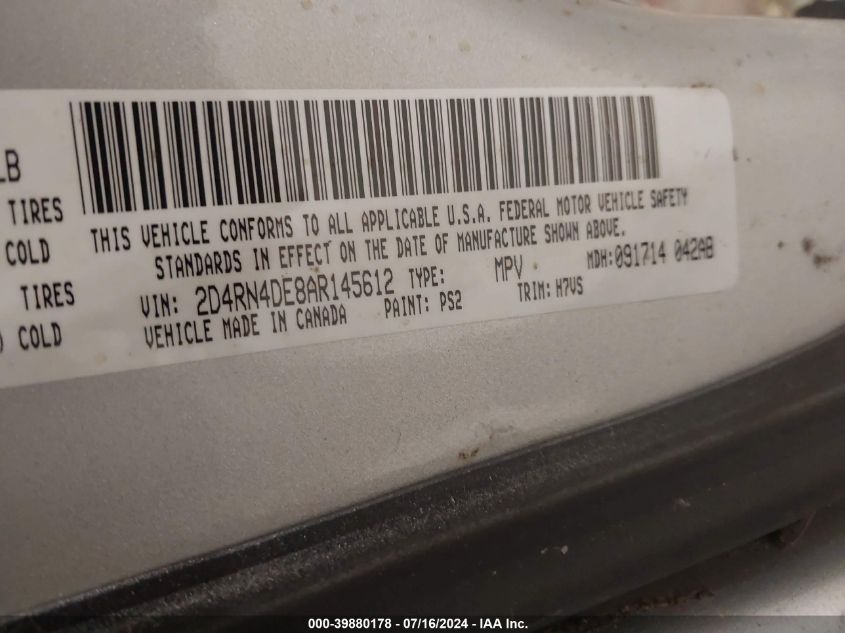 LB
TIRES
COLD
TIRES
) COLD
THIS VEHICLE CONFORMS TO ALL APPLICABLE U.S.A. FEDERAL MOTOR VEHICLE SAFETY
STANDARDS IN EFFECT ON THE DATE OF MANUFACTURE SHOWN ABOVE.
VIN: 2D4RN4DE8AR145612 TYPE: MPV MDH:091714 042AB
VEHICLE MADE IN CANADA PAINT: PS2 TRIM: H7VS
000-39880178 - 07/16/2024 - IAA Inc.